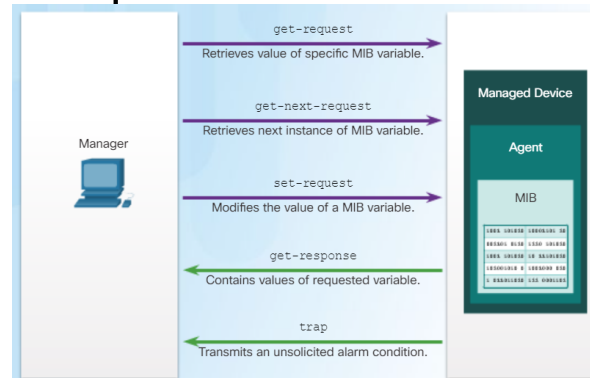 get-request
Retrieves value of specific MIB variable.
get-next-request
Retrieves next instance of MIB variable.
set-request
Modifies the value of a MIB variable.
get-response
Contains values of requested variable.
trap
Transmits an unsolicited alarm condition.
Manager
Managed Device
Agent
MIB